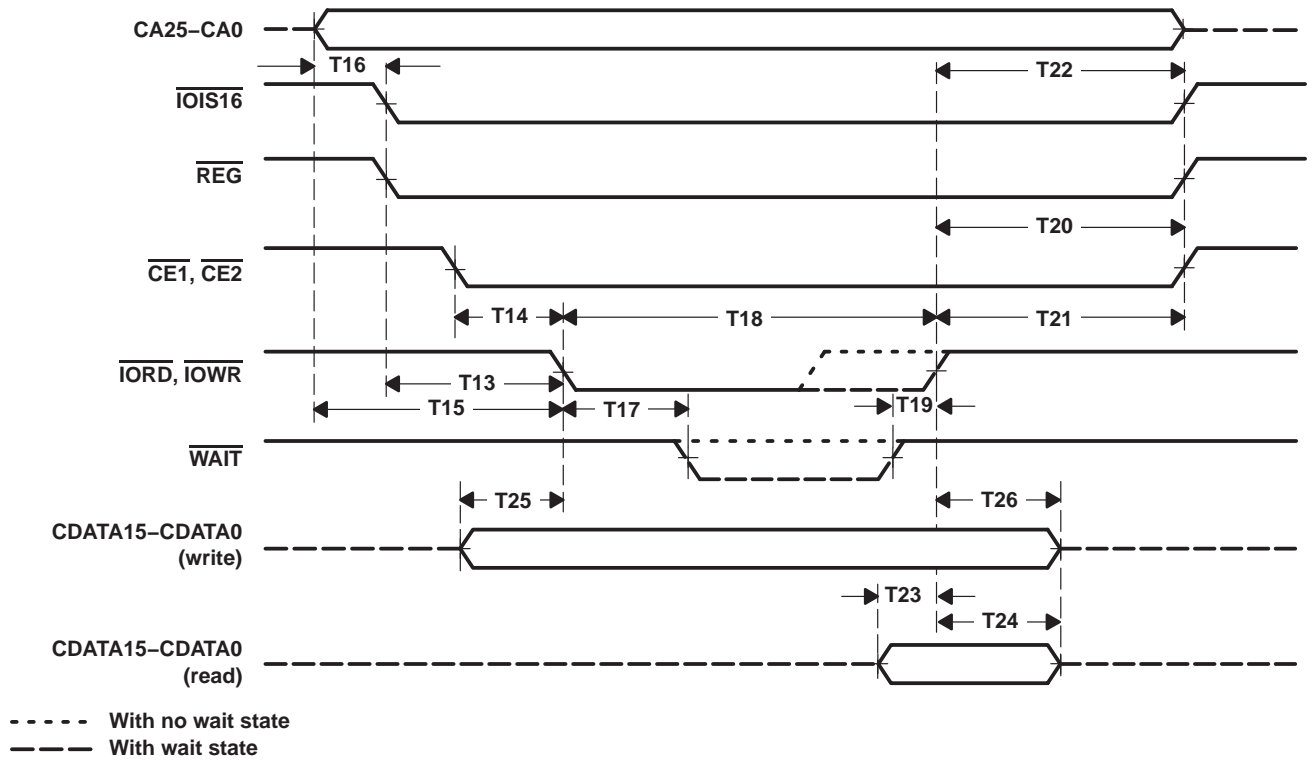 CA25–CA0
T16
T22
IOIS16
REG
T20
CE1, CE2
T14
T18
T21
IORD, IOWR
T13
T19
T15
T17
WAIT
T25
T26
CDATA15–CDATA0
(write)
T23
T24
CDATA15–CDATA0
(read)
With no wait state
With wait state